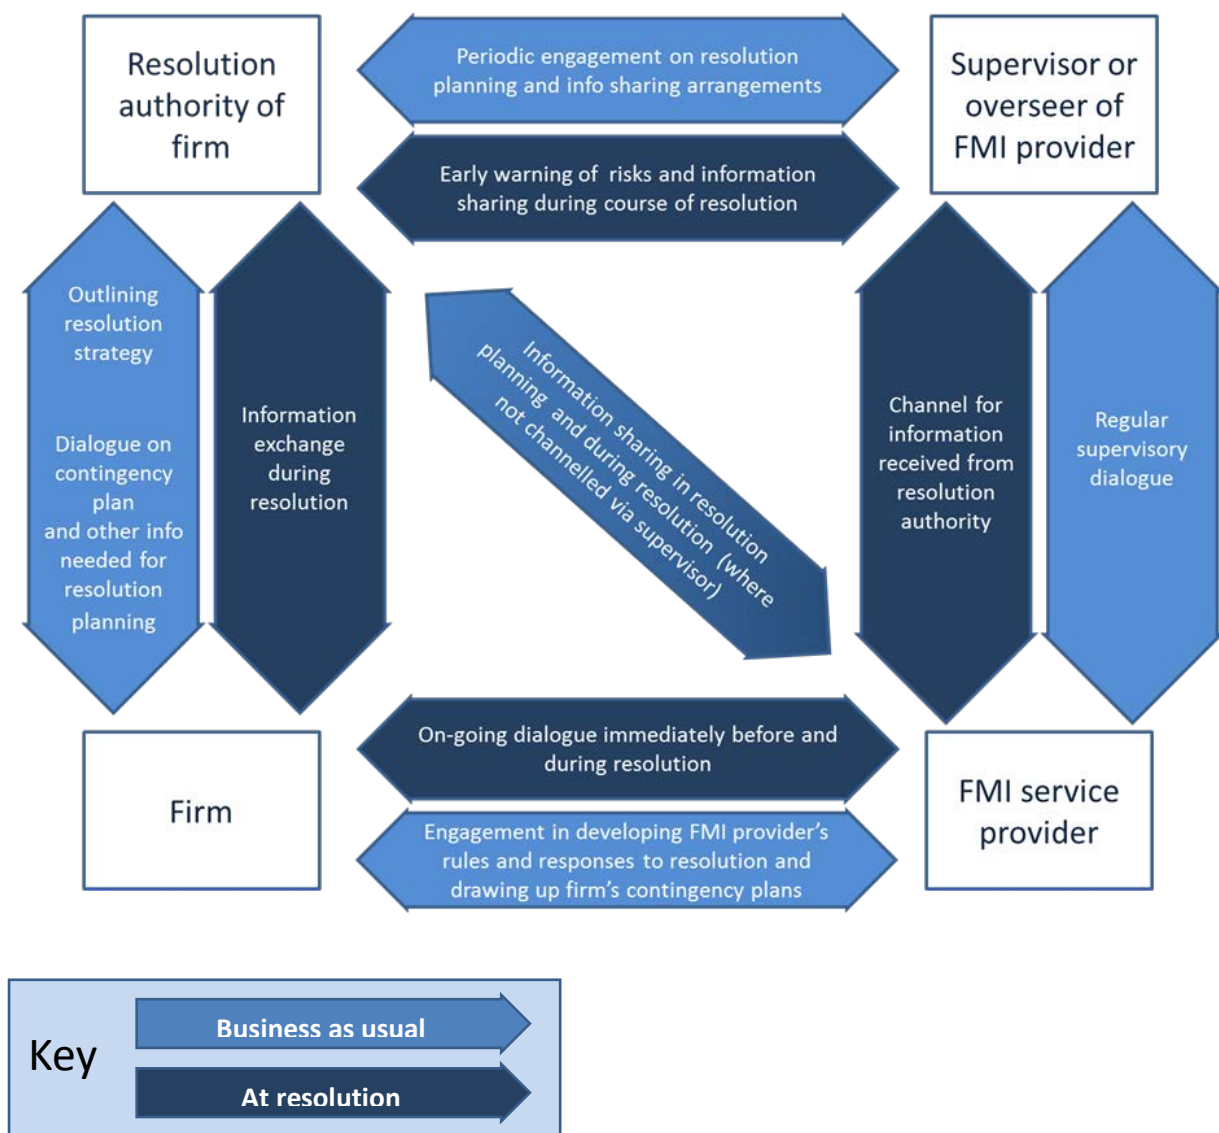 Resolution
authority of
firm
Periodic engagement on resolution
planning and info sharing arrangements
Supervisor or
overseer of
FMI provider
Early warning of  risks and information
sharing during course of resolution
Outlining
resolution
strategy
Dialogue on
contingency
plan
and other info
needed for
resolution
planning
Information
exchange
during
resolution
Information sharing in resolution
planning  and during resolution  (where
not channelled via supervisor)
Channel for
information
received from
resolution
authority
Regular
supervisory
dialogue
Firm
On-going dialogue immediately before and
during resolution
Engagement in developing FMI provider’s
rules and responses to resolution and
drawing up firm’s contingency plans
FMI service
provider
Key
Business as usual
At resolution